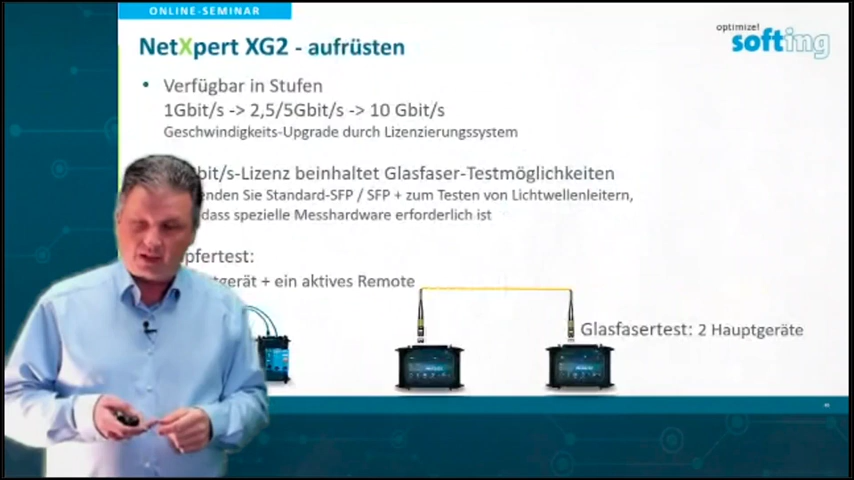 ONLINE-SEMINAR
optimize!
softing
NetXpert XG2 - aufrüsten
• Verfügbar in Stufen
1Gbit/s -> 2,5/5Gbit/s -> 10 Gbit/s
Geschwindigkeits-Upgrade durch Lizenzierungssystem
bit/s-Lizenz beinhaltet Glasfaser-Testmöglichkeiten
enden Sie Standard-SFP / SFP + zum Testen von Lichtwellenleitern,
dass spezielle Messhardware erforderlich ist
pfertest:
tgerät + ein aktives Remote
Glasfasertest: 2 Hauptgeräte